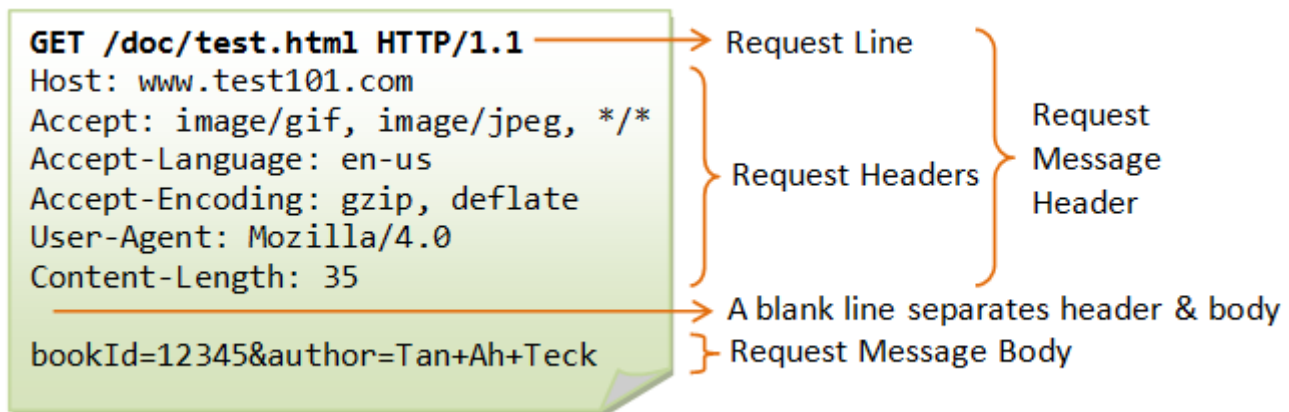 GET /doc/test.html HTTP/1.1
Request Line
Host: www.test101.com
Accept: image/gif, image/jpeg, */*
Accept-Language: en-us
Accept-Encoding: gzip, deflate
User-Agent: Mozilla/4.0
Content-Length: 35
Request Headers
Request
Message
Header
A blank line separates header & body
bookId=12345&author=Tan+Ah+Teck
Request Message Body